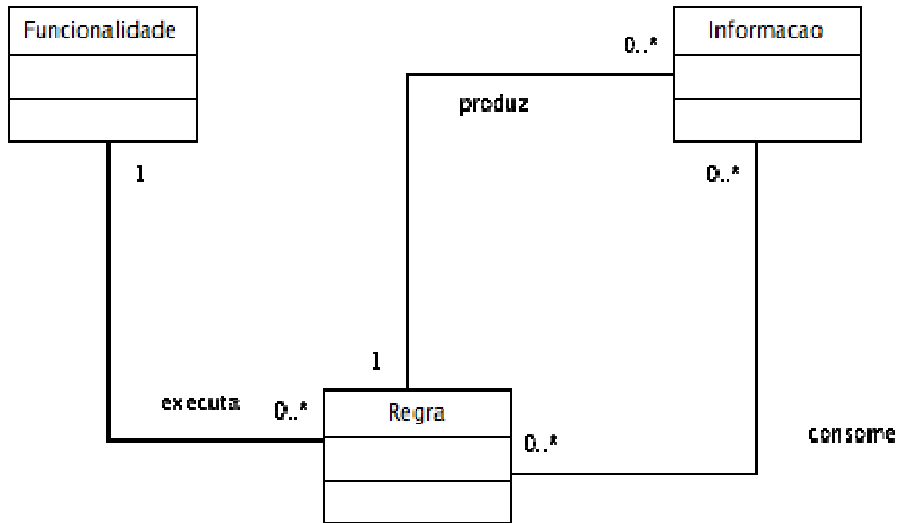 Funcionalidade
Informacao
0..*
produz
1
0..*
1
executa
0..*
Regra
0..*
consome